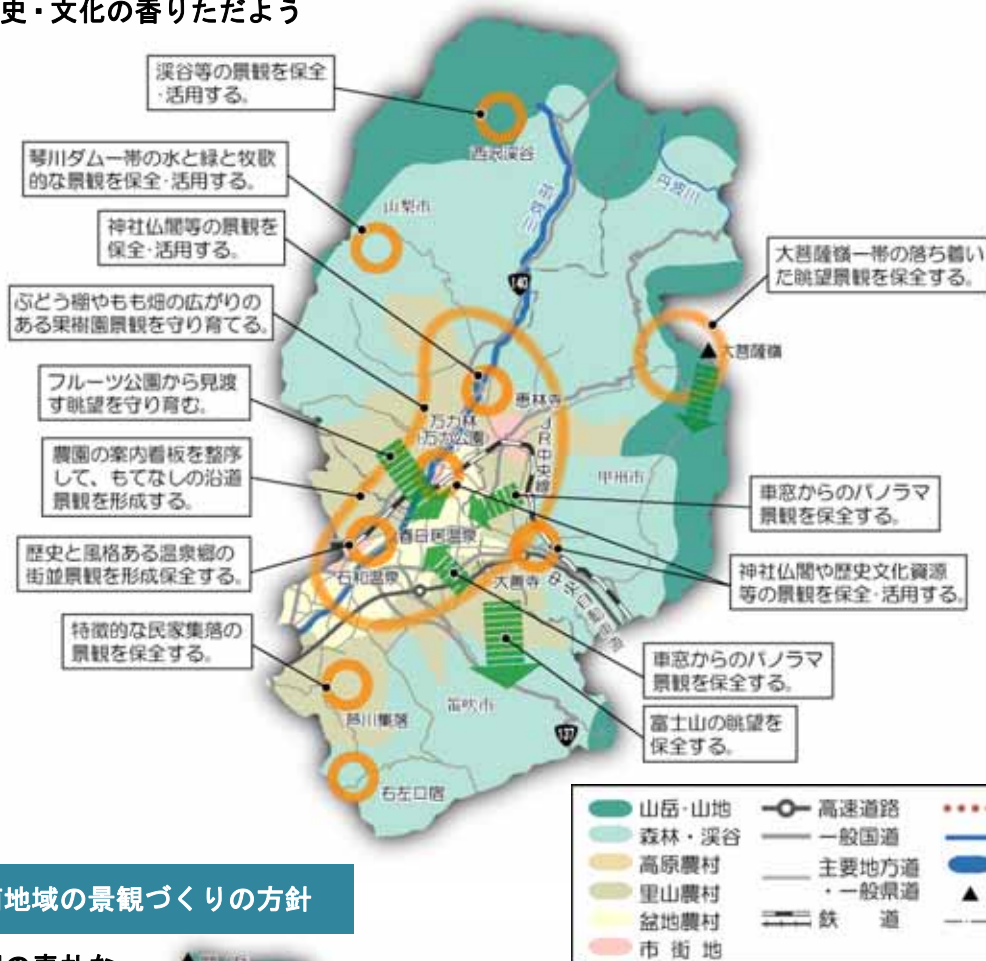 史・文化の香りただよう
渓谷等の景観を保全
・活用する。
西沢渓谷
琴川ダム一帯の水と緑と牧歌
的な景観を保全・活用する。
山梨市
笛吹川
丹波川
神社仏閣等の景観を
保全・活用する。
140
大菩薩嶺一帯の落ち着い
た眺望景観を保全する。
大菩薩嶺
ぶどう棚やもも畑の広がりの
ある果樹園景観を守り育てる。
恵林寺
フルーツ公園から見渡
す眺望を守り育む。
万力林
(万力公園)
JR中央線
甲州市
農園の案内看板を整序
して、もてなしの沿道
景観を形成する。
車窓からのパノラマ
景観を保全する。
春日居温泉
歴史と風格ある温泉郷の
街並景観を形成保全する。
石和温泉
大善寺
中央自動車道
神社仏閣や歴史文化資源
等の景観を保全・活用する。
特徴的な民家集落の
景観を保全する。
車窓からのパノラマ
景観を保全する。
芦川集落
笛吹市
137
富士山の眺望を
保全する。
右左口宿
山岳・山地
森林・渓谷
高原農村
里山農村
盆地農村
市街地
高速道路
一般国道
主要地方道
・一般県道
鉄道
地域の景観づくりの方針